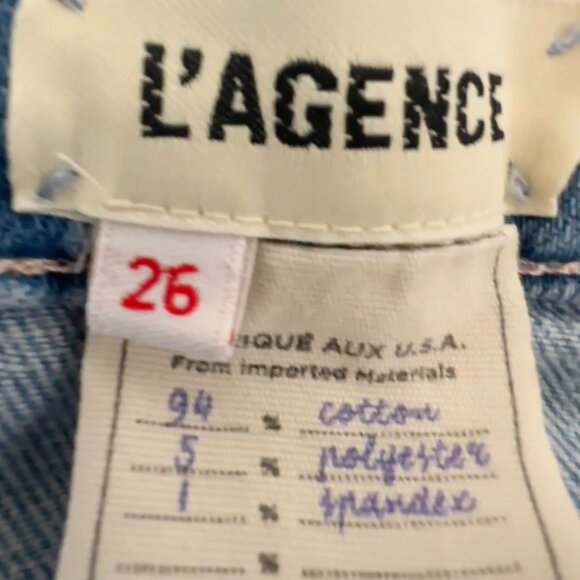 L'AGENCE
26
IQUÉ AUX U.S.A.
From Imported Materials
94 % cotton
5 % polyester
1 % spandex
%